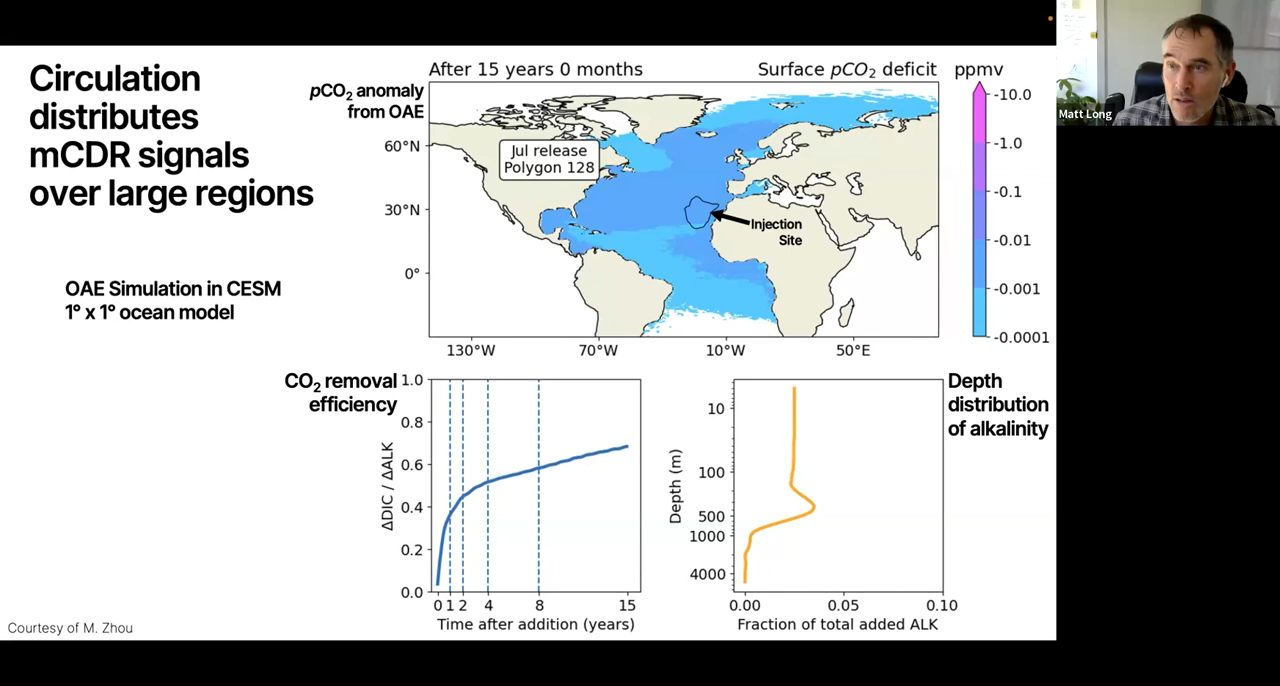 Circulation
distributes
mCDR signals
over large regions
OAE Simulation in CESM
1° x 1° ocean model
pCO₂ anomaly
from OAE
After 15 years 0 months
Surface pCO₂ deficit
ppmv
Jul release
Polygon 128
Injection
Site
60°N
30°N
0°
130°W
70°W
10°W
50°E
-10.0
-1.0
-0.1
-0.01
-0.001
-0.0001
CO₂ removal
efficiency
ΔDIC / ΔALK
1.0
0.8
0.6
0.4
0.2
0.0
0 1 2 4 8 15
Time after addition (years)
Depth
distribution
of alkalinity
Depth (m)
10
100
500
1000
4000
0.00 0.05 0.10
Fraction of total added ALK
Courtesy of M. Zhou
Matt Long